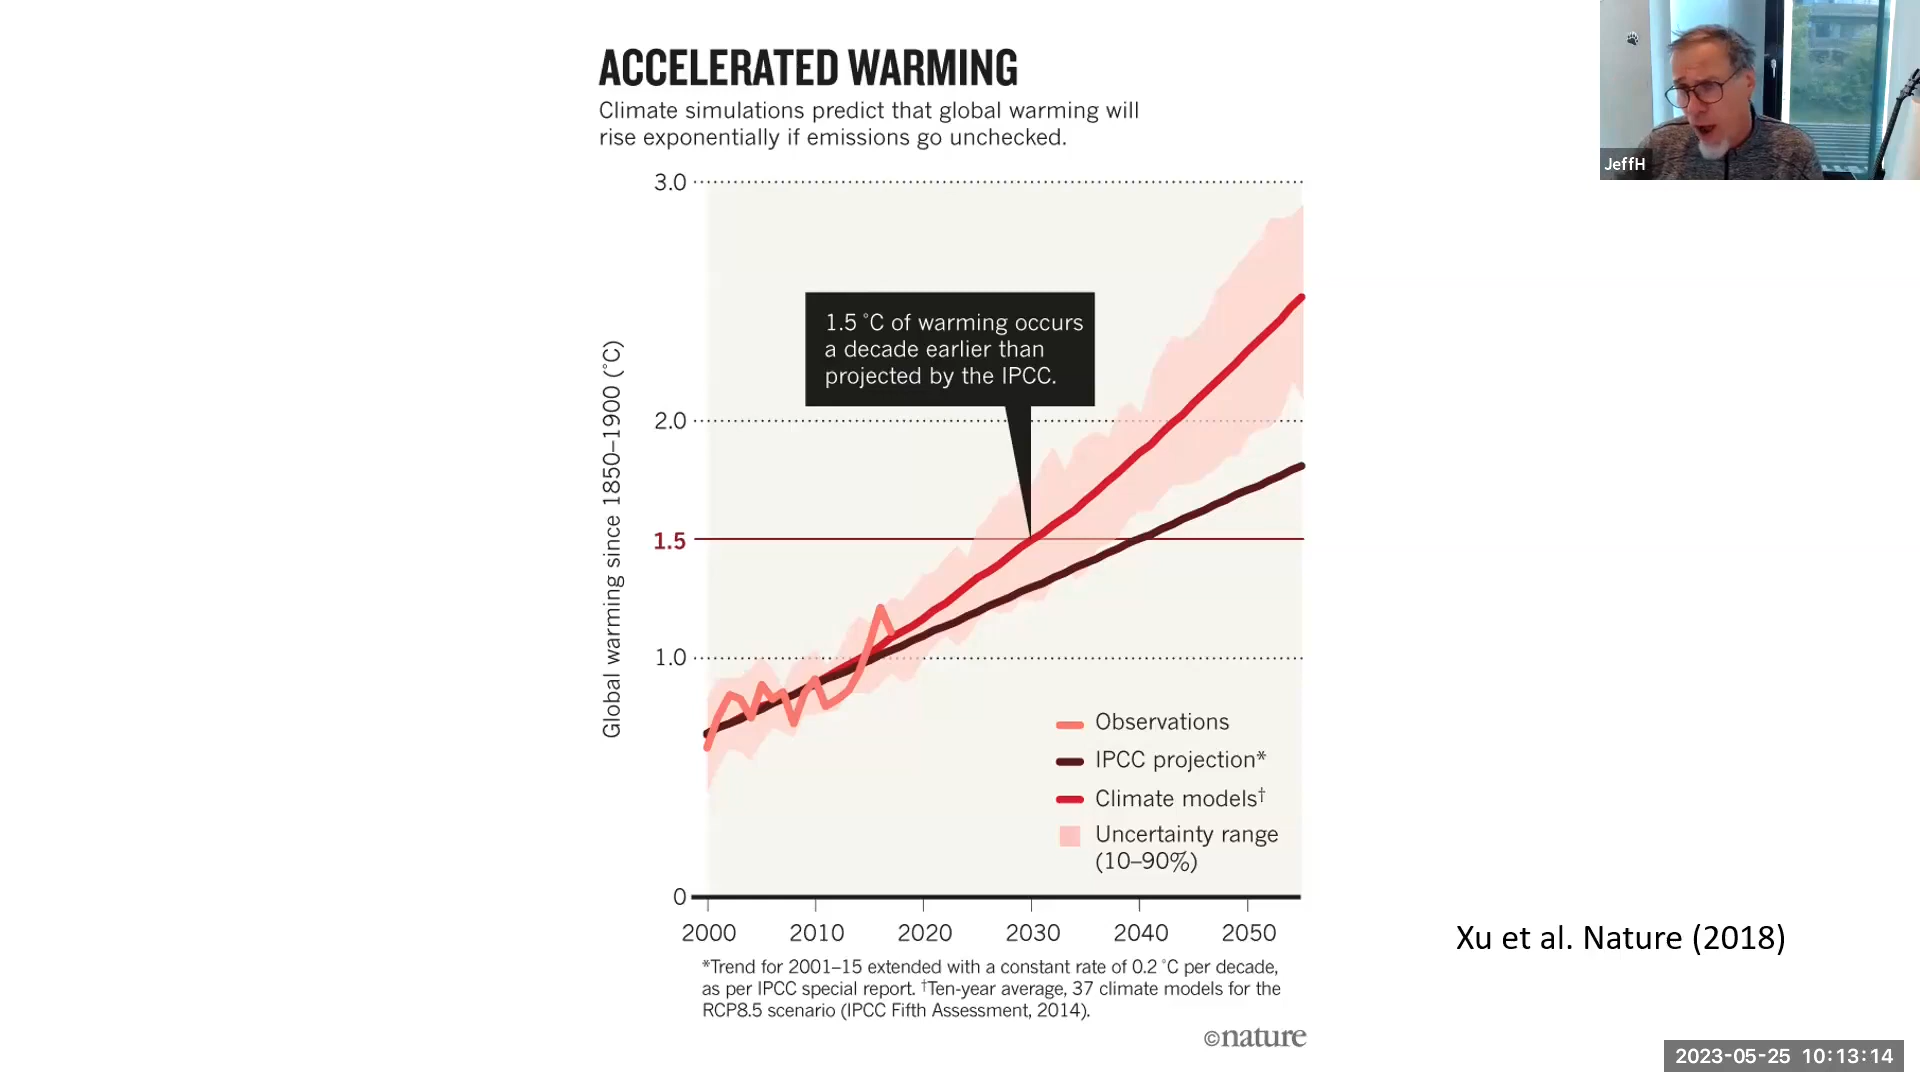 ACCELERATED WARMING
Climate simulations predict that global warming will
rise exponentially if emissions go unchecked.
JeffH
3.0
1.5 °C of warming occurs
a decade earlier than
projected by the IPCC.
2.0
Global warming since 1850–1900 (°C)
1.5
1.0
Observations
IPCC projection*
Climate models†
Uncertainty range
(10–90%)
0
2000 2010 2020 2030 2040 2050
*Trend for 2001–15 extended with a constant rate of 0.2 °C per decade,
as per IPCC special report. †Ten-year average, 37 climate models for the
RCP8.5 scenario (IPCC Fifth Assessment, 2014).
©nature
Xu et al. Nature (2018)
2023-05-25 10:13:14